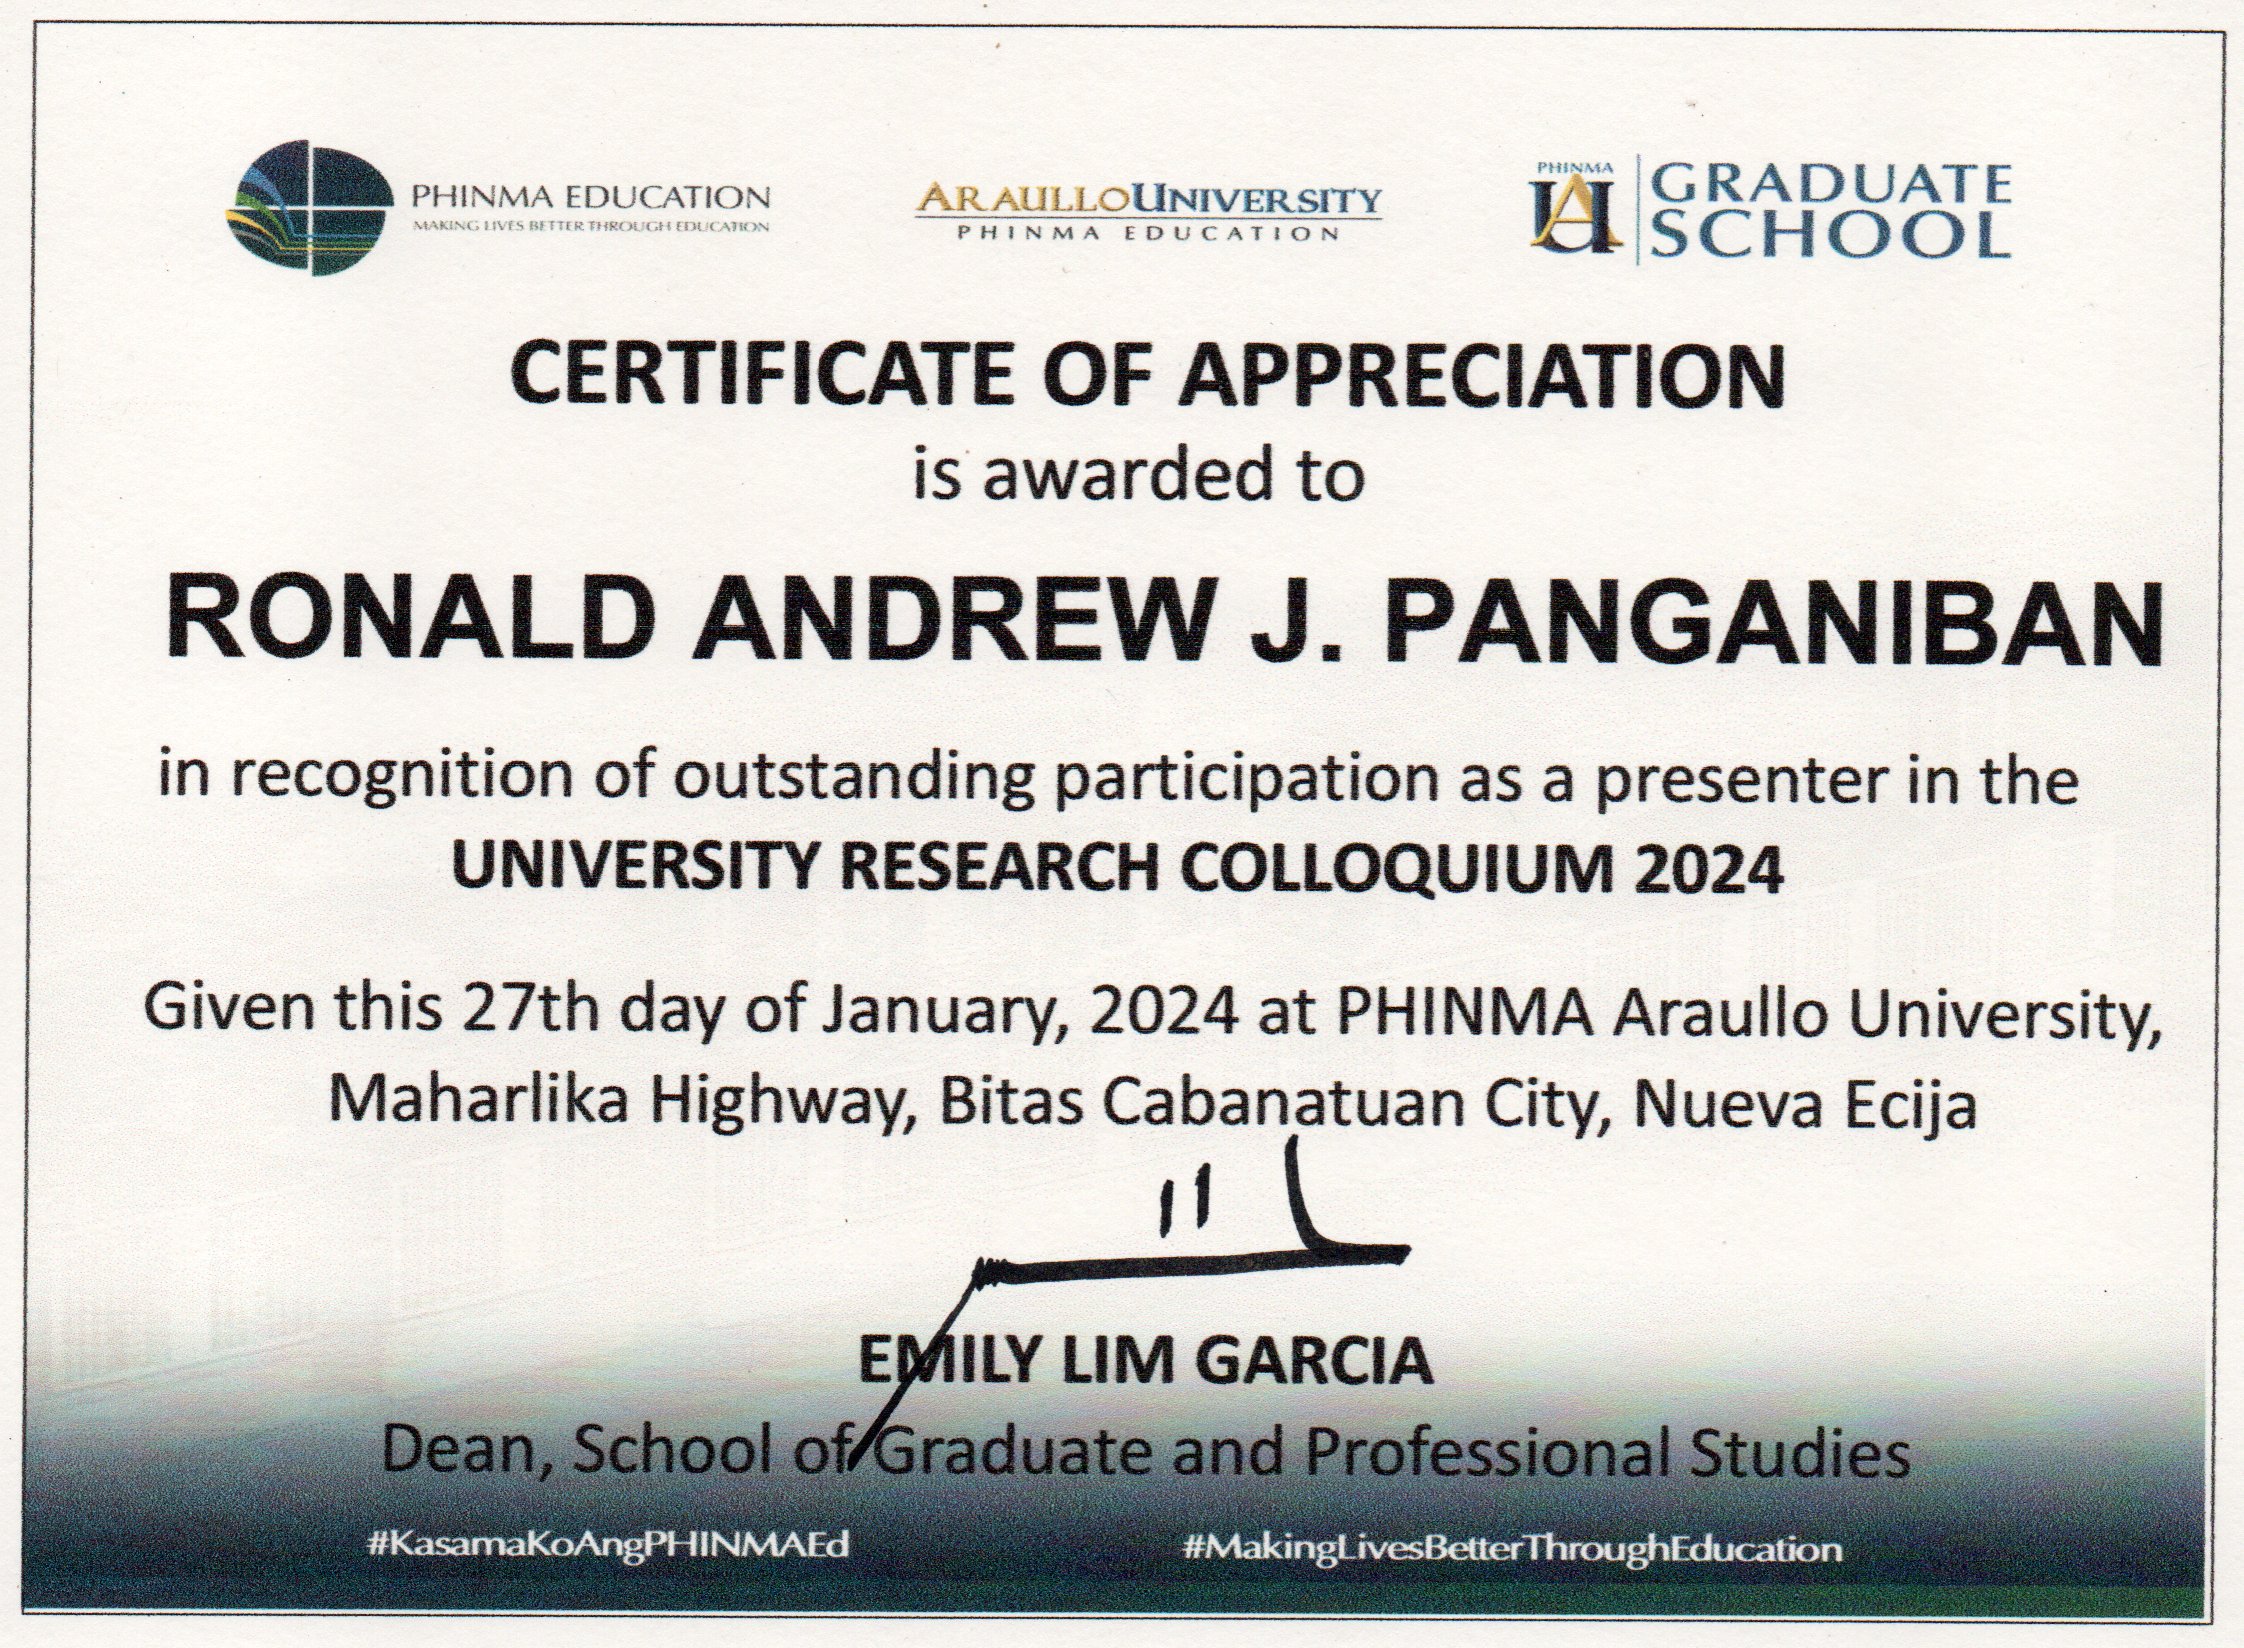 PHINMA EDUCATION
MAKING LIVES BETTER THROUGH EDUCATION
ARAULLO UNIVERSITY
PHINMA EDUCATION
PHINMA
AU
GRADUATE
SCHOOL
CERTIFICATE OF APPRECIATION
is awarded to
RONALD ANDREW J. PANGANIBAN
in recognition of outstanding participation as a presenter in the
UNIVERSITY RESEARCH COLLOQUIUM 2024
Given this 27th day of January, 2024 at PHINMA Araullo University,
Maharlika Highway, Bitas Cabanatuan City, Nueva Ecija
EMILY LIM GARCIA
Dean, School of Graduate and Professional Studies
#KasamaKoAngPHINMAEd
#MakingLivesBetterThroughEducation